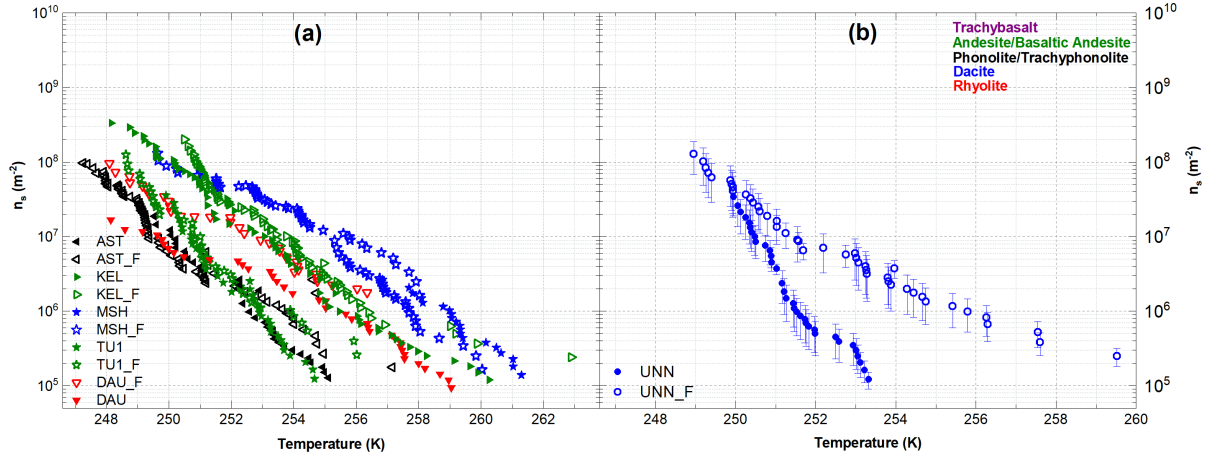 (a)
10^10
10^9
10^8
10^7
10^6
10^5
n_s (m^-2)
AST
AST_F
KEL
KEL_F
MSH
MSH_F
TU1
TU1_F
DAU_F
DAU
248 250 252 254 256 258 260 262
Temperature (K)
(b)
Trachybasalt
Andesite/Basaltic Andesite
Phonolite/Trachyphonolite
Dacite
Rhyolite
UNN
UNN_F
248 250 252 254 256 258 260
Temperature (K)
10^10
10^9
10^8
10^7
10^6
10^5
n_s (m^-2)